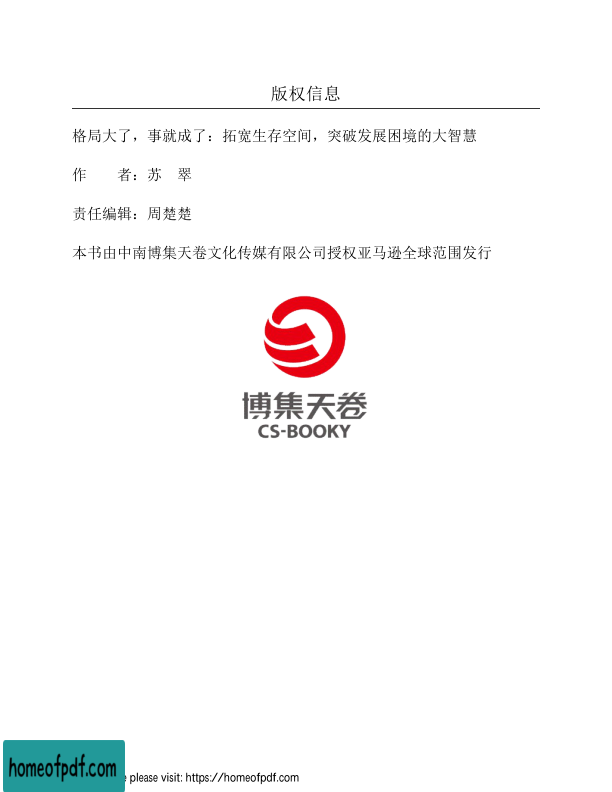 版权信息
格局大了，事就成了：拓宽生存空间，突破发展困境的大智慧
作　　者：苏　翠
责任编辑：周楚楚
本书由中南博集天卷文化传媒有限公司授权亚马逊全球范围发行
博集天卷
CS-BOOKY
homeofpdf.com
please visit: https://homeofpdf.com